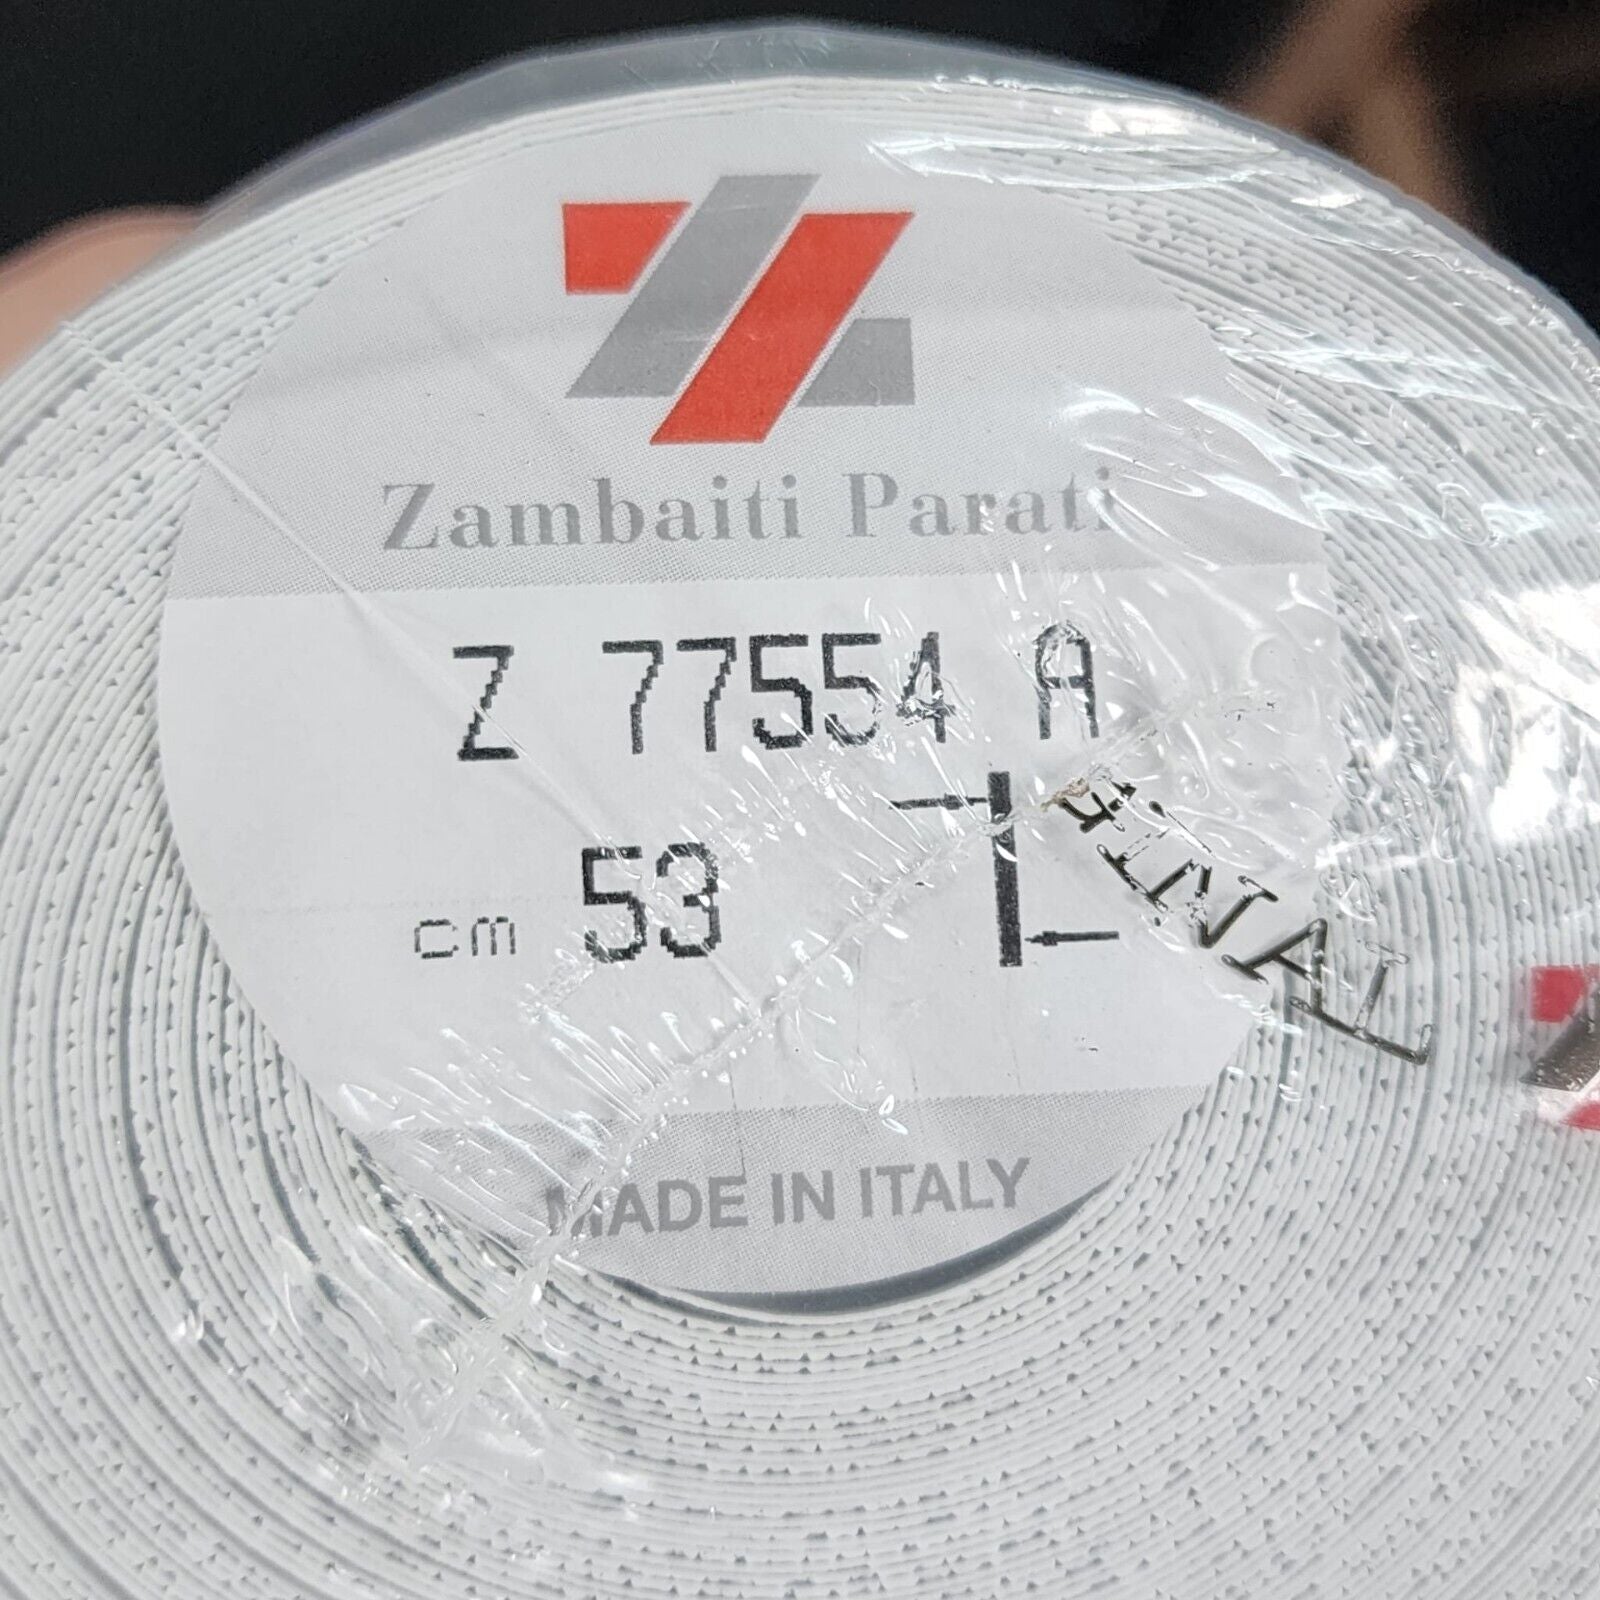 Zambaiti Parati
Z 77554 A
cm 53
MADE IN ITALY